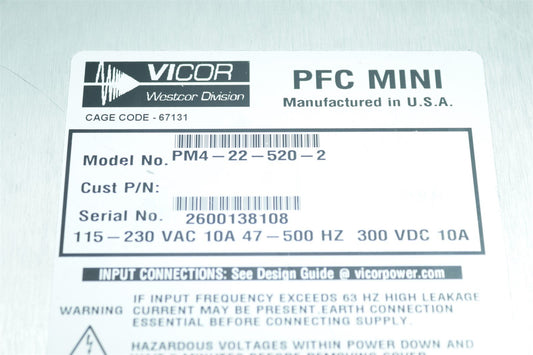 VICOR
Westcor Division
PFC MINI
Manufactured in U.S.A.
CAGE CODE - 67131
Model No. PM4-22-520-2
Cust P/N:
Serial No. 2600138108
115-230 VAC 10A 47-500 HZ 300 VDC 10A
INPUT CONNECTIONS: See Design Guide @ vicorpower.com
WARNING IF INPUT FREQUENCY EXCEEDS 63 HZ HIGH LEAKAGE
CURRENT MAY BE PRESENT.EARTH CONNECTION
ESSENTIAL BEFORE CONNECTING SUPPLY.
HAZARDOUS VOLTAGES WITHIN POWER DOWN AND